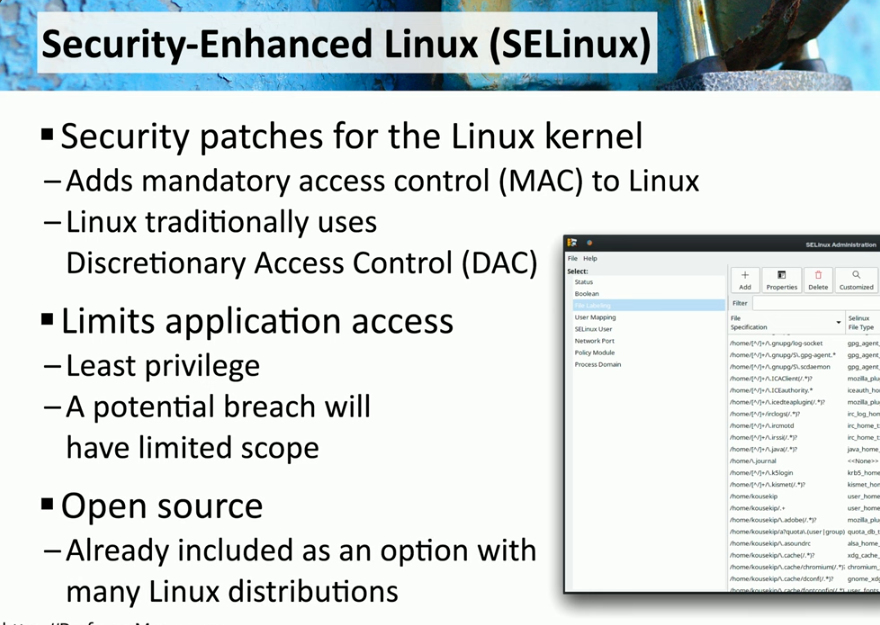 Security-Enhanced Linux (SELinux)
▪ Security patches for the Linux kernel
– Adds mandatory access control (MAC) to Linux
– Linux traditionally uses
Discretionary Access Control (DAC)
▪ Limits application access
– Least privilege
– A potential breach will
have limited scope
▪ Open source
– Already included as an option with
many Linux distributions
SELinux Administration
File Help
Select:
Status
Boolean
File Labeling
User Mapping
SELinux User
Network Port
Policy Module
Process Domain
Add Properties Delete Customized
Filter
File Specification Selinux File Type
/home/[^/]+/\.gnupg/log-socket gpg_agent_
/home/[^/]+/\.gnupg/S\.gpg-agent.* gpg_agent_
/home/[^/]+/\.gnupg/S\.scdaemon gpg_agent_
/home/[^/]+/\.ICAClient(/.*)? mozilla_plu
/home/[^/]+/\.ICEauthority.* iceauth_ho
/home/[^/]+/\.icedteaplugin(/.*)? mozilla_plu
/home/[^/]+/irclogs(/.*)? irc_log_hom
/home/[^/]+/\.ircmotd irc_home_t
/home/[^/]+/\.irssi(/.*)? irc_home_t
/home/[^/]+/\.java(/.*)? java_home_
/home/\.journal <<None>>
/home/[^/]+/\.k5login krb5_home
/home/[^/]+/\.kismet(/.*)? kismet_hom
/home/kousekip user_home
/home/kousekip/.+ user_home
/home/kousekip/\.adobe(/.*)? mozilla_plu
/home/kousekip/a?quota\.(user|group) quota_db_t
/home/kousekip/\.asoundrc alsa_home_
/home/kousekip/\.cache(/.*)? xdg_cache_
/home/kousekip/\.cache/chromium(/.*)? chromium_
/home/kousekip/\.cache/dconf(/.*)? gnome_xdg
/home/kousekip/\.cache/fontconfig(/.*)? user_fonts